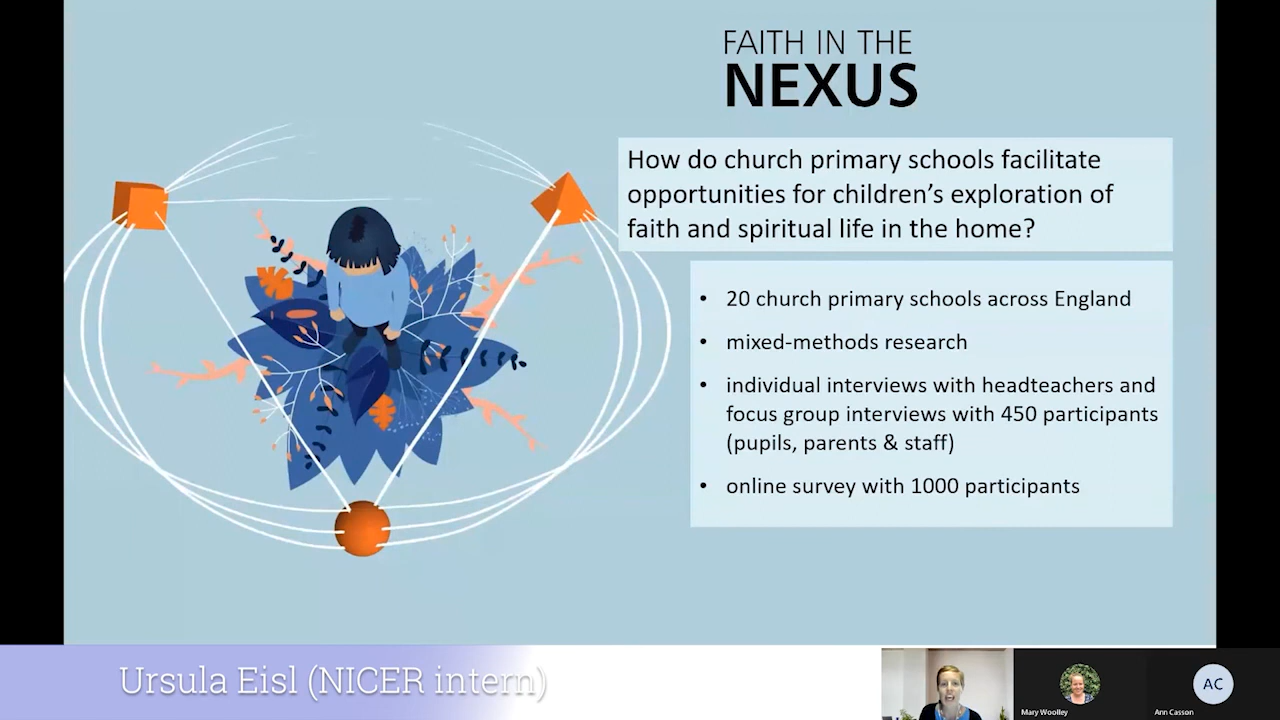 FAITH IN THE
NEXUS
How do church primary schools facilitate
opportunities for children’s exploration of
faith and spiritual life in the home?
• 20 church primary schools across England
• mixed-methods research
• individual interviews with headteachers and
focus group interviews with 450 participants
(pupils, parents & staff)
• online survey with 1000 participants
Ursula Eisl (NICER intern)
Mary Woolley
AC
Ann Casson